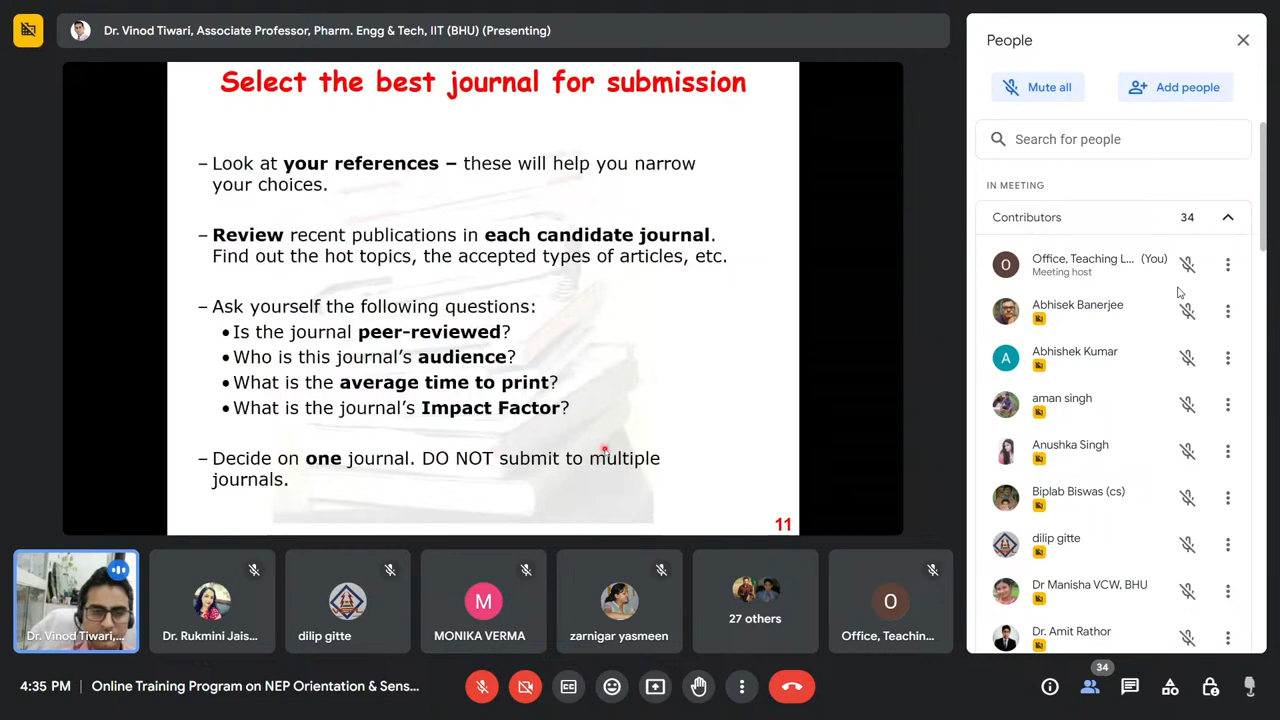 Dr. Vinod Tiwari, Associate Professor, Pharm. Engg & Tech, IIT (BHU) (Presenting)
Select the best journal for submission
– Look at your references – these will help you narrow
your choices.
– Review recent publications in each candidate journal.
Find out the hot topics, the accepted types of articles, etc.
– Ask yourself the following questions:
• Is the journal peer-reviewed?
• Who is this journal's audience?
• What is the average time to print?
• What is the journal's Impact Factor?
– Decide on one journal. DO NOT submit to multiple
journals.
11
Dr. Vinod Tiwari,...
Dr. Rukmini Jais...
dilip gitte
M
MONIKA VERMA
zarnigar yasmeen
27 others
O
Office, Teachin...
4:35 PM | Online Training Program on NEP Orientation & Sens...
People
Mute all
Add people
Search for people
IN MEETING
Contributors 34
O
Office, Teaching L... (You)
Meeting host
Abhisek Banerjee
A
Abhishek Kumar
aman singh
Anushka Singh
Biplab Biswas (cs)
dilip gitte
Dr Manisha VCW, BHU
Dr. Amit Rathor
34